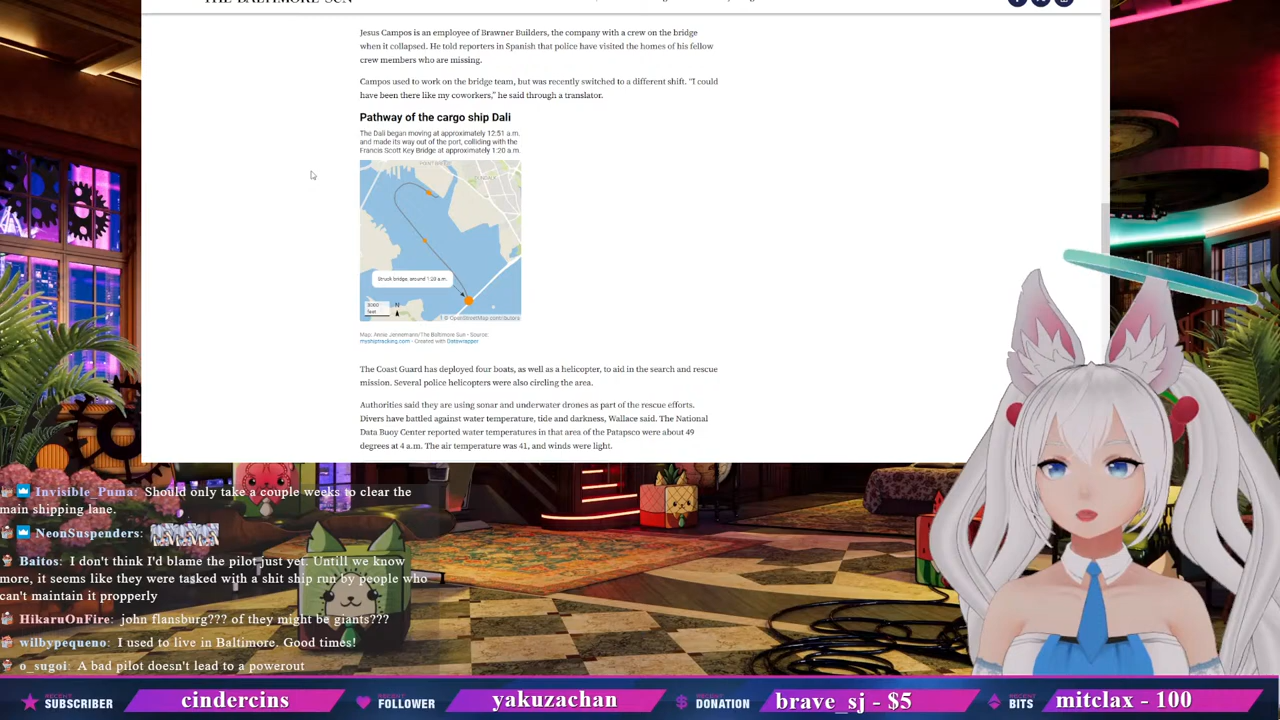 THE BALTIMORE SUN
Jesus Campos is an employee of Brawner Builders, the company with a crew on the bridge
when it collapsed. He told reporters in Spanish that police have visited the homes of his fellow
crew members who are missing.
Campos used to work on the bridge team, but was recently switched to a different shift. “I could
have been there like my coworkers,” he said through a translator.
Pathway of the cargo ship Dali
The Dali began moving at approximately 12:51 a.m.
and made its way out of the port, colliding with the
Francis Scott Key Bridge at approximately 1:20 a.m.
DUNDALK
Struck bridge: around 1:20 a.m.
N
feet
© OpenStreetMap contributors
Map: Annie Jennemann/The Baltimore Sun · Source:
myshiptracking.com · Created with Datawrapper
The Coast Guard has deployed four boats, as well as a helicopter, to aid in the search and rescue
mission. Several police helicopters were also circling the area.
Authorities said they are using sonar and underwater drones as part of the rescue efforts.
Divers have battled against water temperature, tide and darkness, Wallace said. The National
Data Buoy Center reported water temperatures in that area of the Patapsco were about 49
degrees at 4 a.m. The air temperature was 41, and winds were light.
Invisible_Puma: Should only take a couple weeks to clear the
main shipping lane.
NeonSuspenders:
Baitos: I don't think I'd blame the pilot just yet. Untill we know
more, it seems like they were tasked with a shit ship run by people who
can't maintain it propperly
HikaruOnFire: john flansburg??? of they might be giants???
wilbypequeno: I used to live in Baltimore. Good times!
o_sugoi: A bad pilot doesn't lead to a powerout
RECENT SUBSCRIBER cindercins RECENT FOLLOWER yakuzachan RECENT DONATION brave_sj - $5 RECENT BITS mitclax - 100